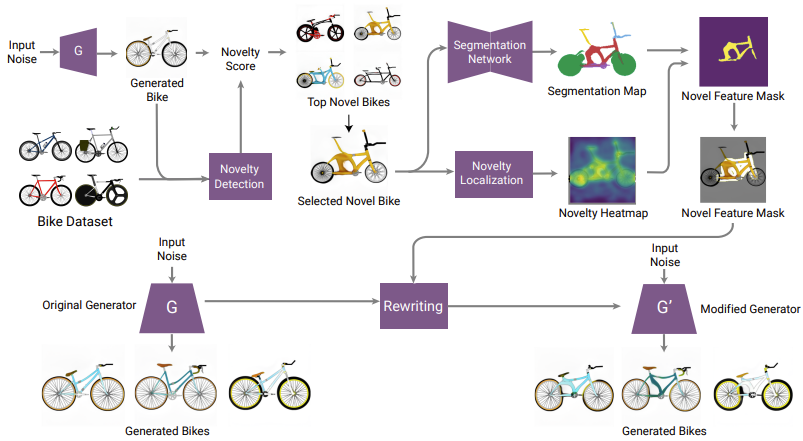 Input
Noise
G
Generated
Bike
Novelty
Score
Top Novel Bikes
Segmentation
Network
Segmentation Map
Novel Feature Mask
Bike Dataset
Novelty
Detection
Selected Novel Bike
Novelty
Localization
Novelty Heatmap
Novel Feature Mask
Input
Noise
Original Generator
G
Rewriting
Input
Noise
G'
Modified Generator
Generated Bikes
Generated Bikes